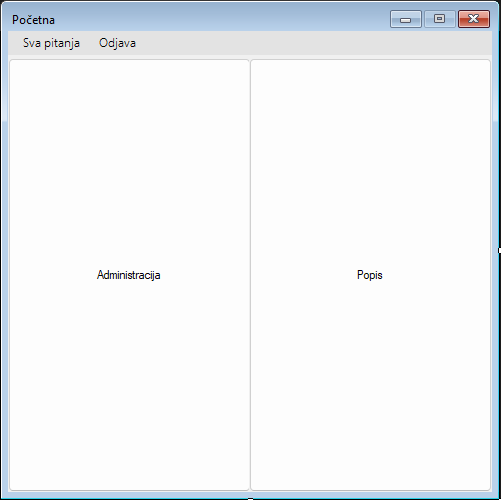 Početna
Sva pitanja Odjava
Administracija Popis